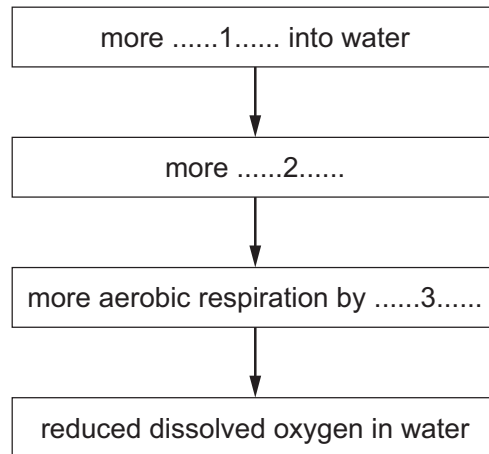 more ......1...... into water
more ......2......
more aerobic respiration by ......3......
reduced dissolved oxygen in water